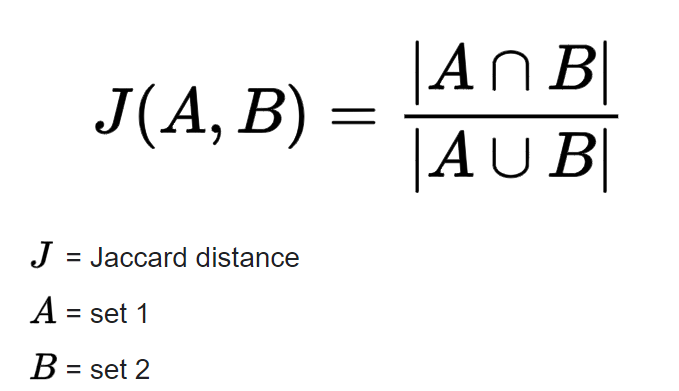 J(A, B) = |A ∩ B| / |A ∪ B|
J = Jaccard distance
A = set 1
B = set 2